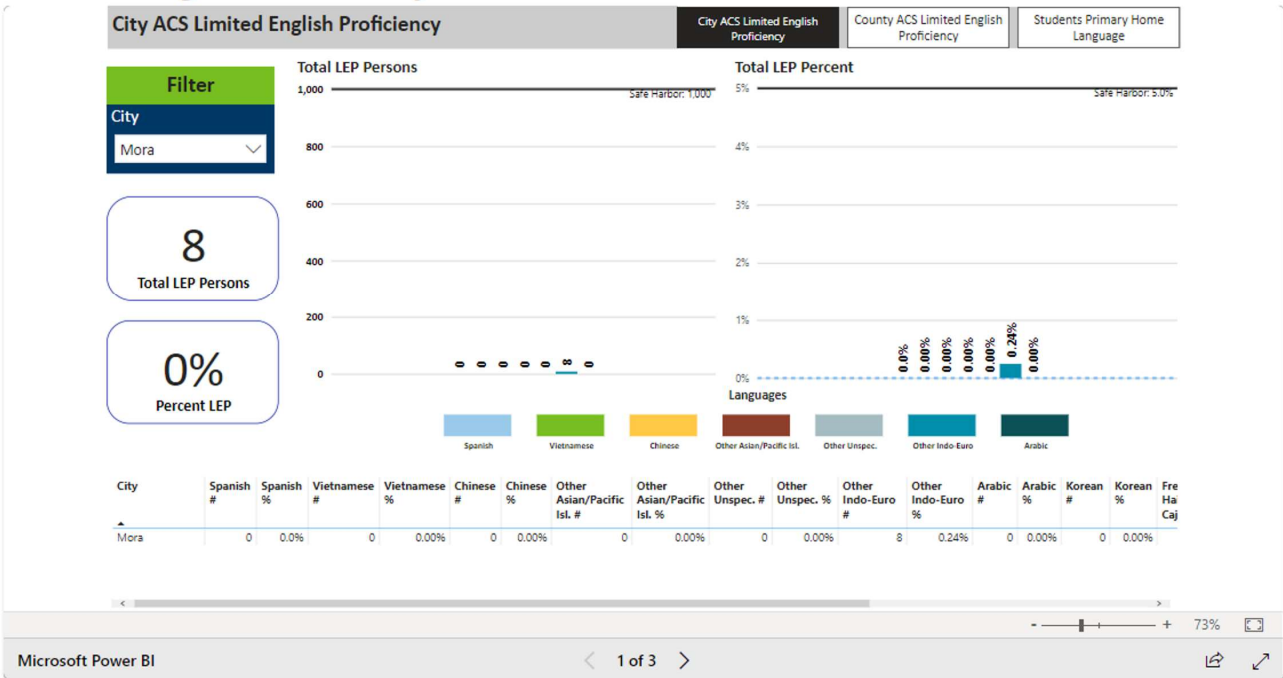 City ACS Limited English Proficiency
City ACS Limited English
Proficiency
County ACS Limited English
Proficiency
Students Primary Home
Language
Filter
City
Mora
8
Total LEP Persons
0%
Percent LEP
Total LEP Persons
1,000
Safe Harbor: 1,000
800
600
400
200
0
0 0 0 0 0 8 0
Total LEP Percent
5%
Safe Harbor: 5.0%
4%
3%
2%
1%
0%
0.0% 0.00% 0.00% 0.00% 0.00% 0.24% 0.00%
Languages
Spanish Vietnamese Chinese Other Asian/Pacific Isl. Other Unspec. Other Indo-Euro Arabic
City Spanish Spanish Vietnamese Vietnamese Chinese Chinese Other Other Other Other Other Other Arabic Arabic Korean Korean Fre
# % # % # % Asian/Pacific Asian/Pacific Unspec. # Unspec. % Indo-Euro Indo-Euro # % # % Hai
Isl. # Isl. % # % Caj
Mora 0 0.0% 0 0.00% 0 0.00% 0 0.00% 0 0.00% 8 0.24% 0 0.00% 0 0.00%
- + 73%
Microsoft Power BI
1 of 3